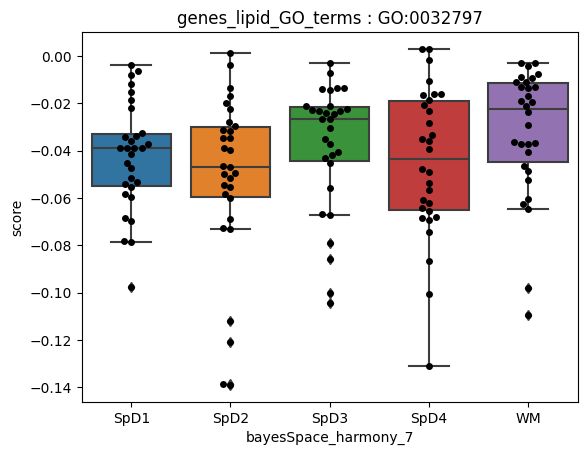 genes_lipid_GO_terms : GO:0032797
score
0.00
−0.02
−0.04
−0.06
−0.08
−0.10
−0.12
−0.14
SpD1 SpD2 SpD3 SpD4 WM
bayesSpace_harmony_7